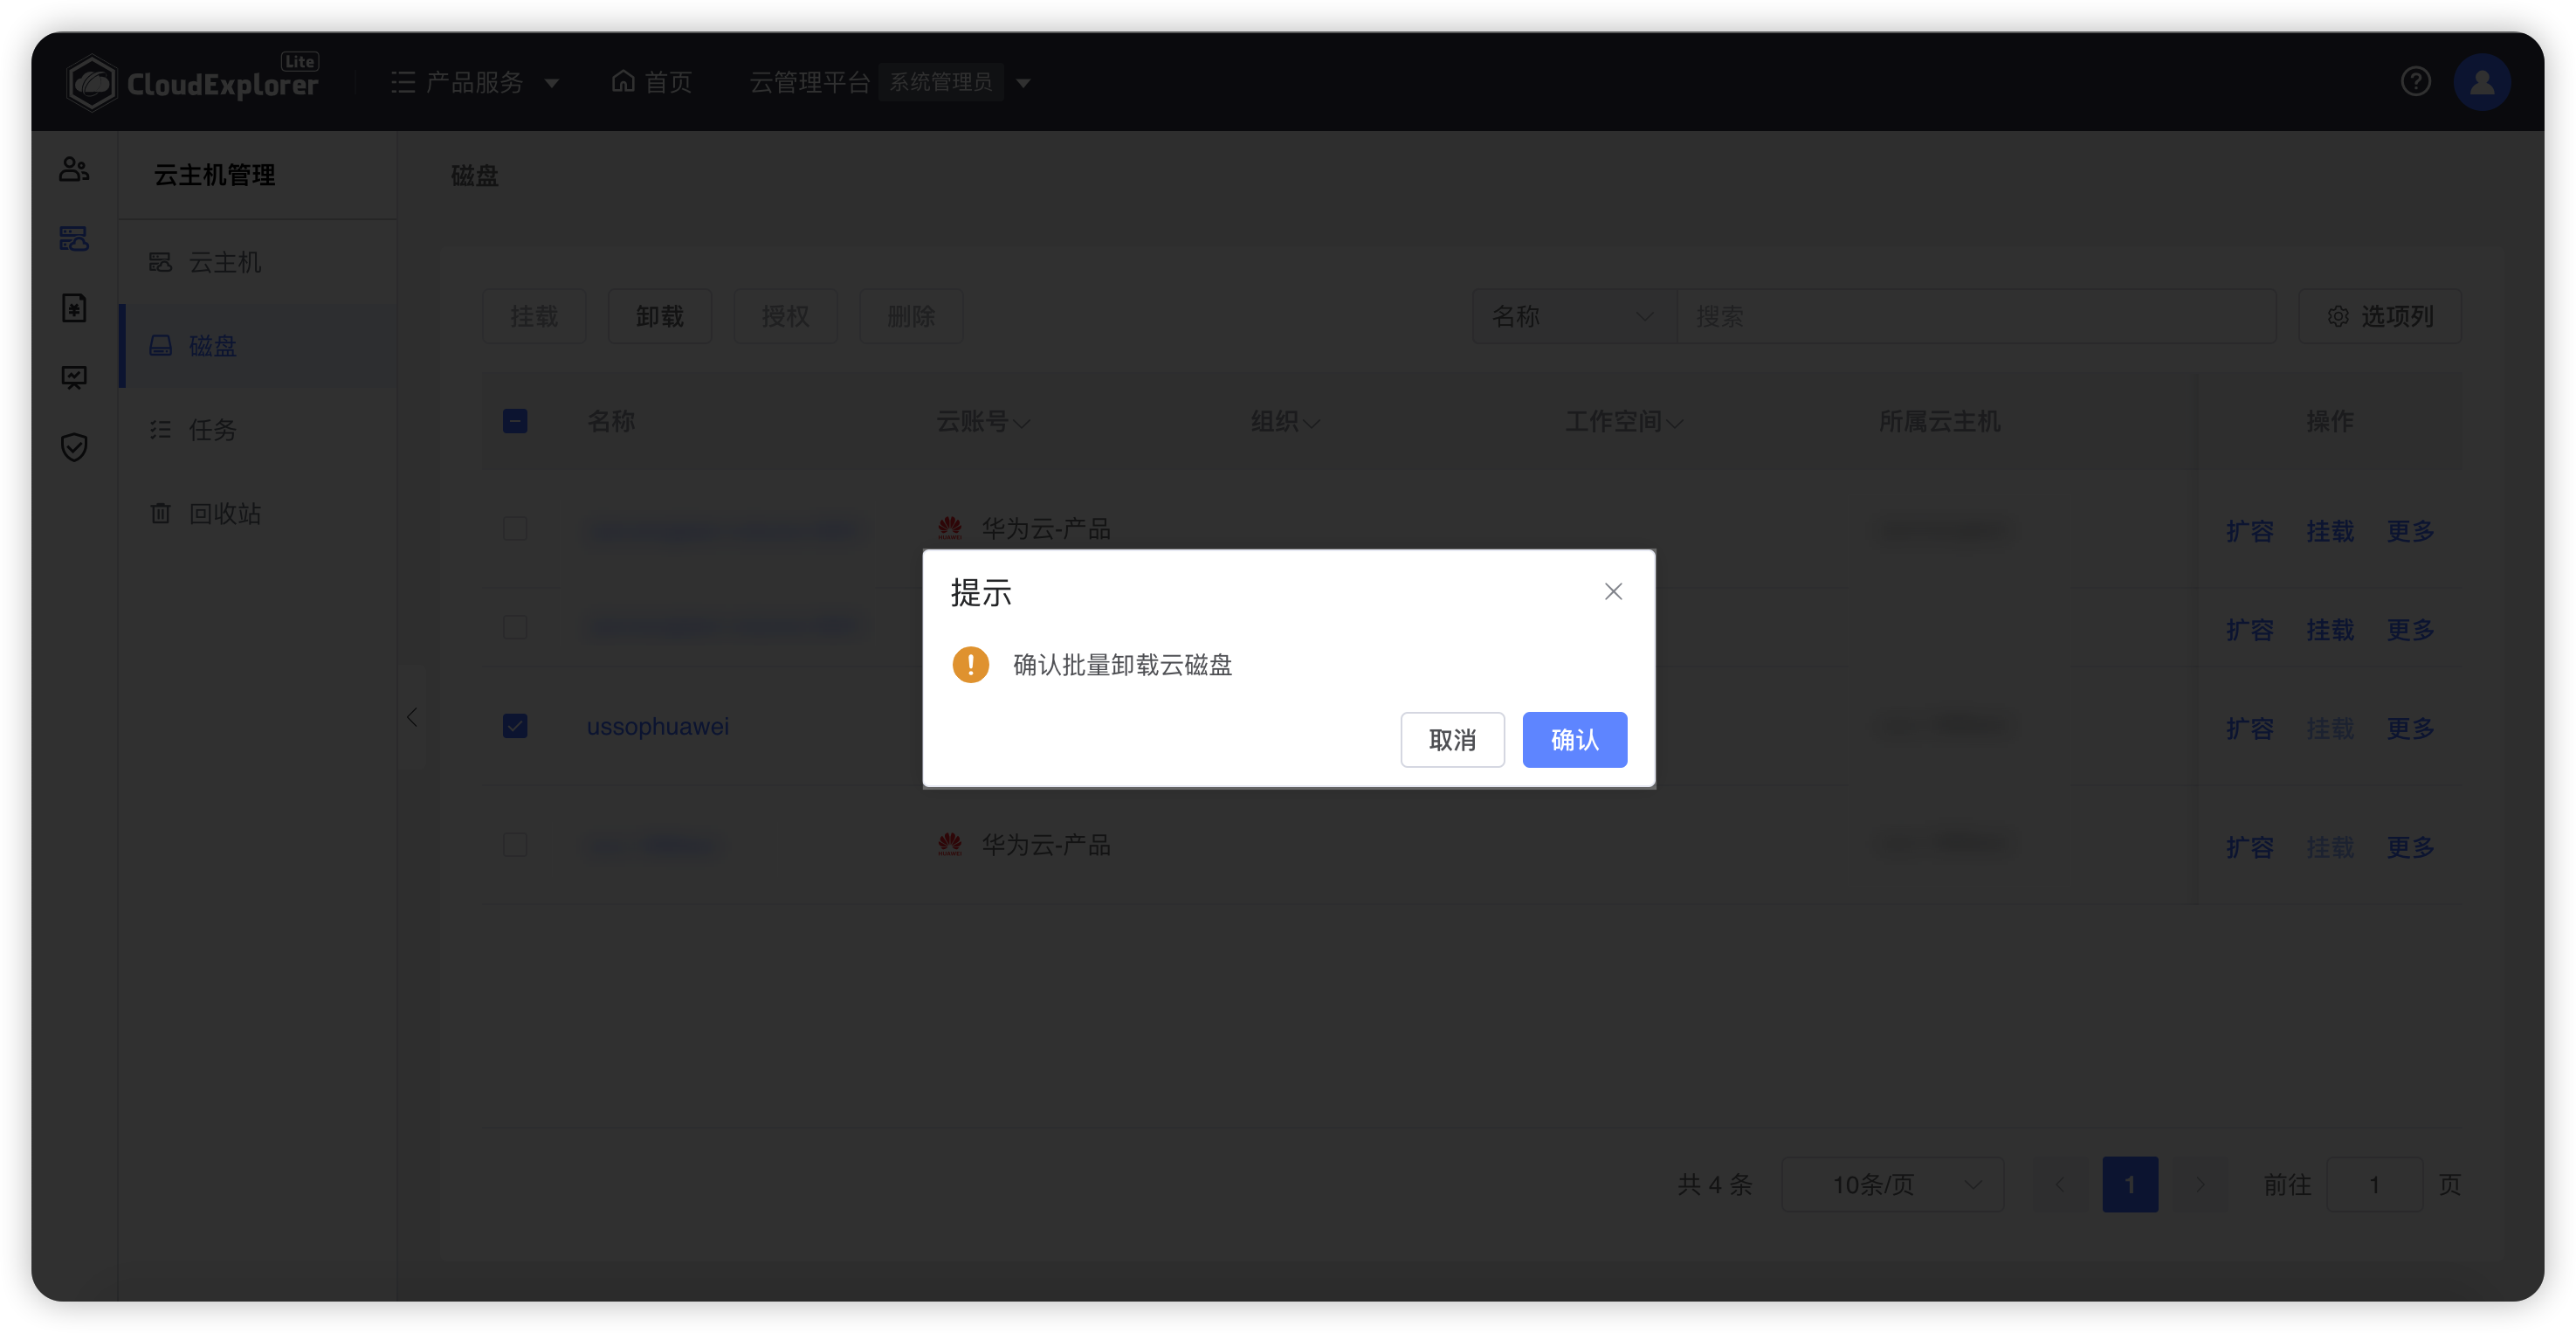 CloudExplorer Lite 产品服务 首页 云管理平台 系统管理员
云主机管理
云主机
磁盘
任务
回收站
磁盘
挂载 卸载 授权 删除 名称 搜索 选项列
名称 云账号 组织 工作空间 所属云主机 操作
HUAWEI 华为云-产品 扩容 挂载 更多
扩容 挂载 更多
ussophuawei 扩容 挂载 更多
HUAWEI 华为云-产品 扩容 挂载 更多
提示
确认批量卸载云磁盘
取消 确认
共 4 条 10条/页 1 前往 1 页